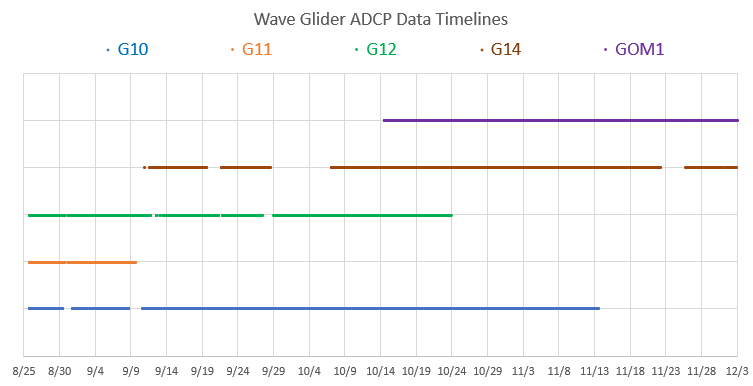 Wave Glider ADCP Data Timelines
G10 G11 G12 G14 GOM1
8/25 8/30 9/4 9/9 9/14 9/19 9/24 9/29 10/4 10/9 10/14 10/19 10/24 10/29 11/3 11/8 11/13 11/18 11/23 11/28 12/3